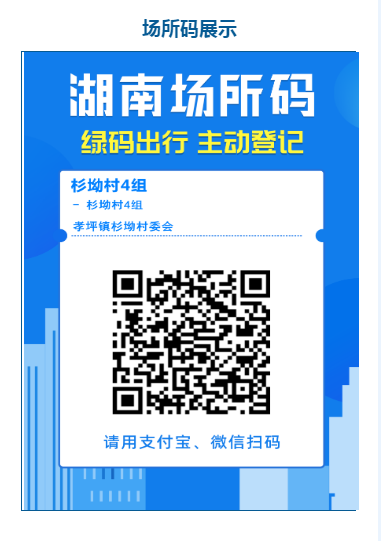 场所码展示
湖南场所码
绿码出行 主动登记
杉坳村4组
- 杉坳村4组
孝坪镇杉坳村委会
请用支付宝、微信扫码